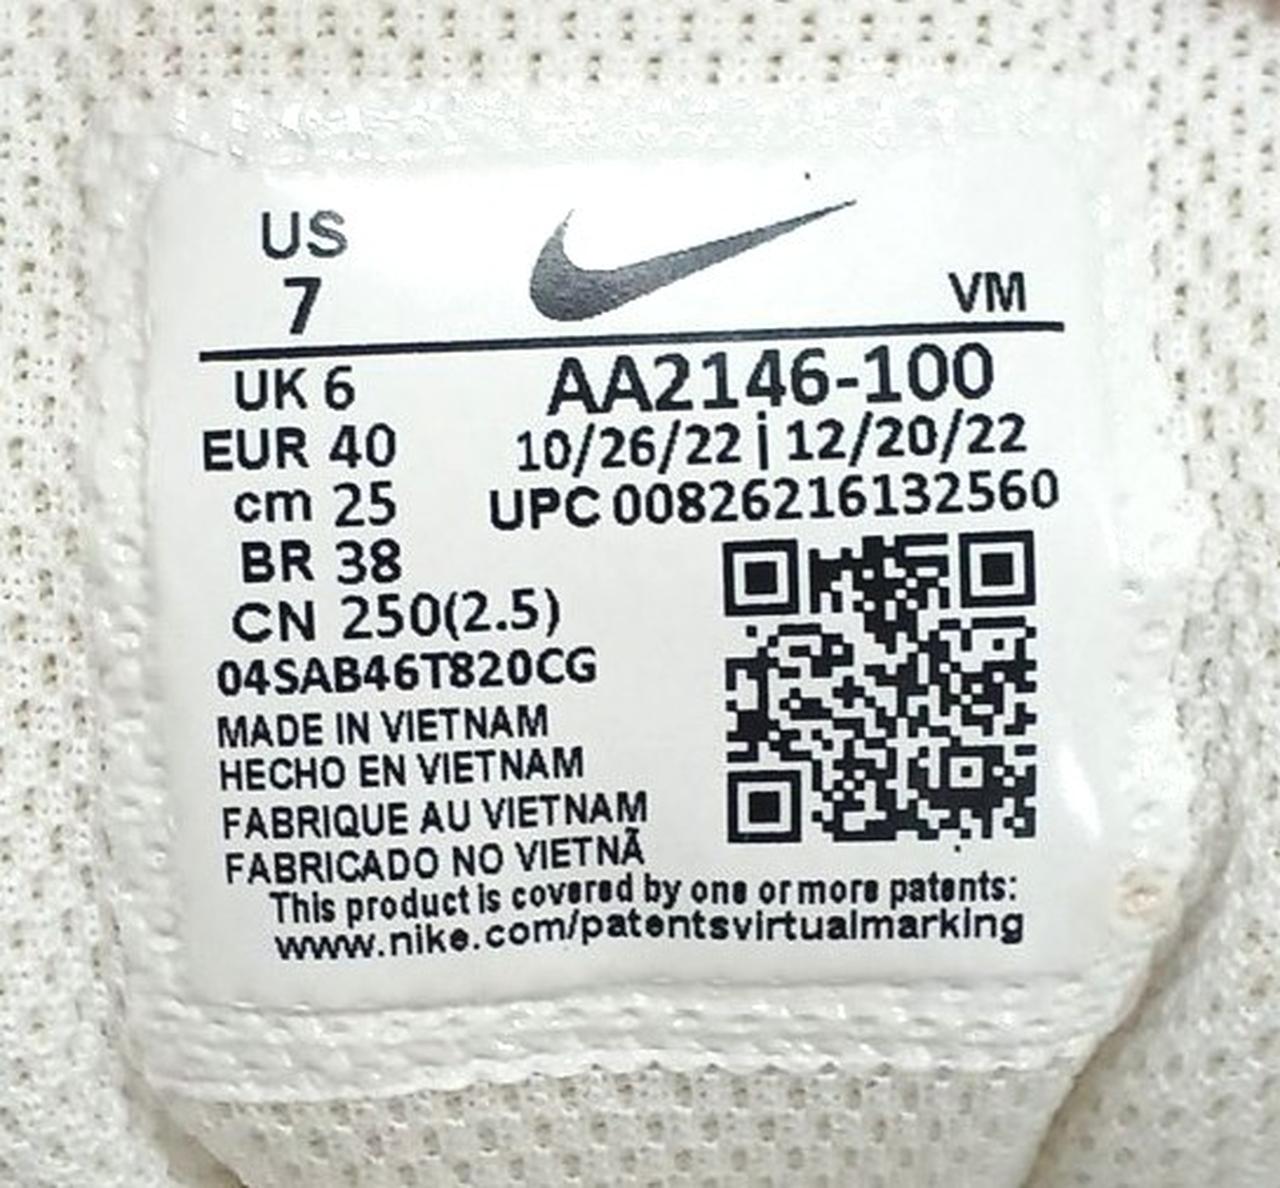 US
7
VM
UK 6
EUR 40
cm 25
BR 38
CN 250(2.5)
AA2146-100
10/26/22 | 12/20/22
UPC 00826216132560
04SAB46T820CG
MADE IN VIETNAM
HECHO EN VIETNAM
FABRIQUE AU VIETNAM
FABRICADO NO VIETNÃ
This product is covered by one or more patents:
www.nike.com/patentsvirtualmarking